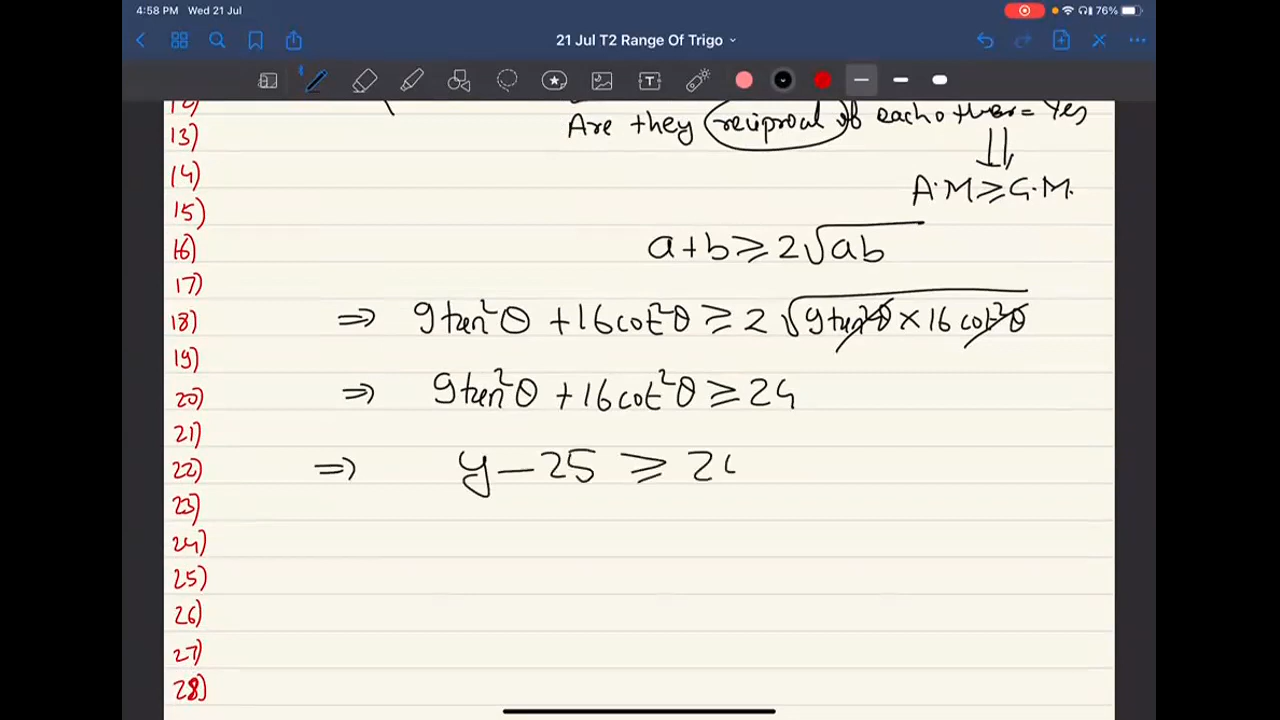 4:58 PM Wed 21 Jul
76%
21 Jul T2 Range Of Trigo
13) Are they reciprocal of each other = Yes
14)
A.M ≥ G.M.
15)
16) a+b ≥ 2√ab
17)
18) ⇒ 9tan²θ + 16cot²θ ≥ 2√9tan²θ × 16cot²θ
19)
20) ⇒ 9tan²θ + 16cot²θ ≥ 24
21)
22) ⇒ y − 25 ≥ 2
23)
24)
25)
26)
27)
28)